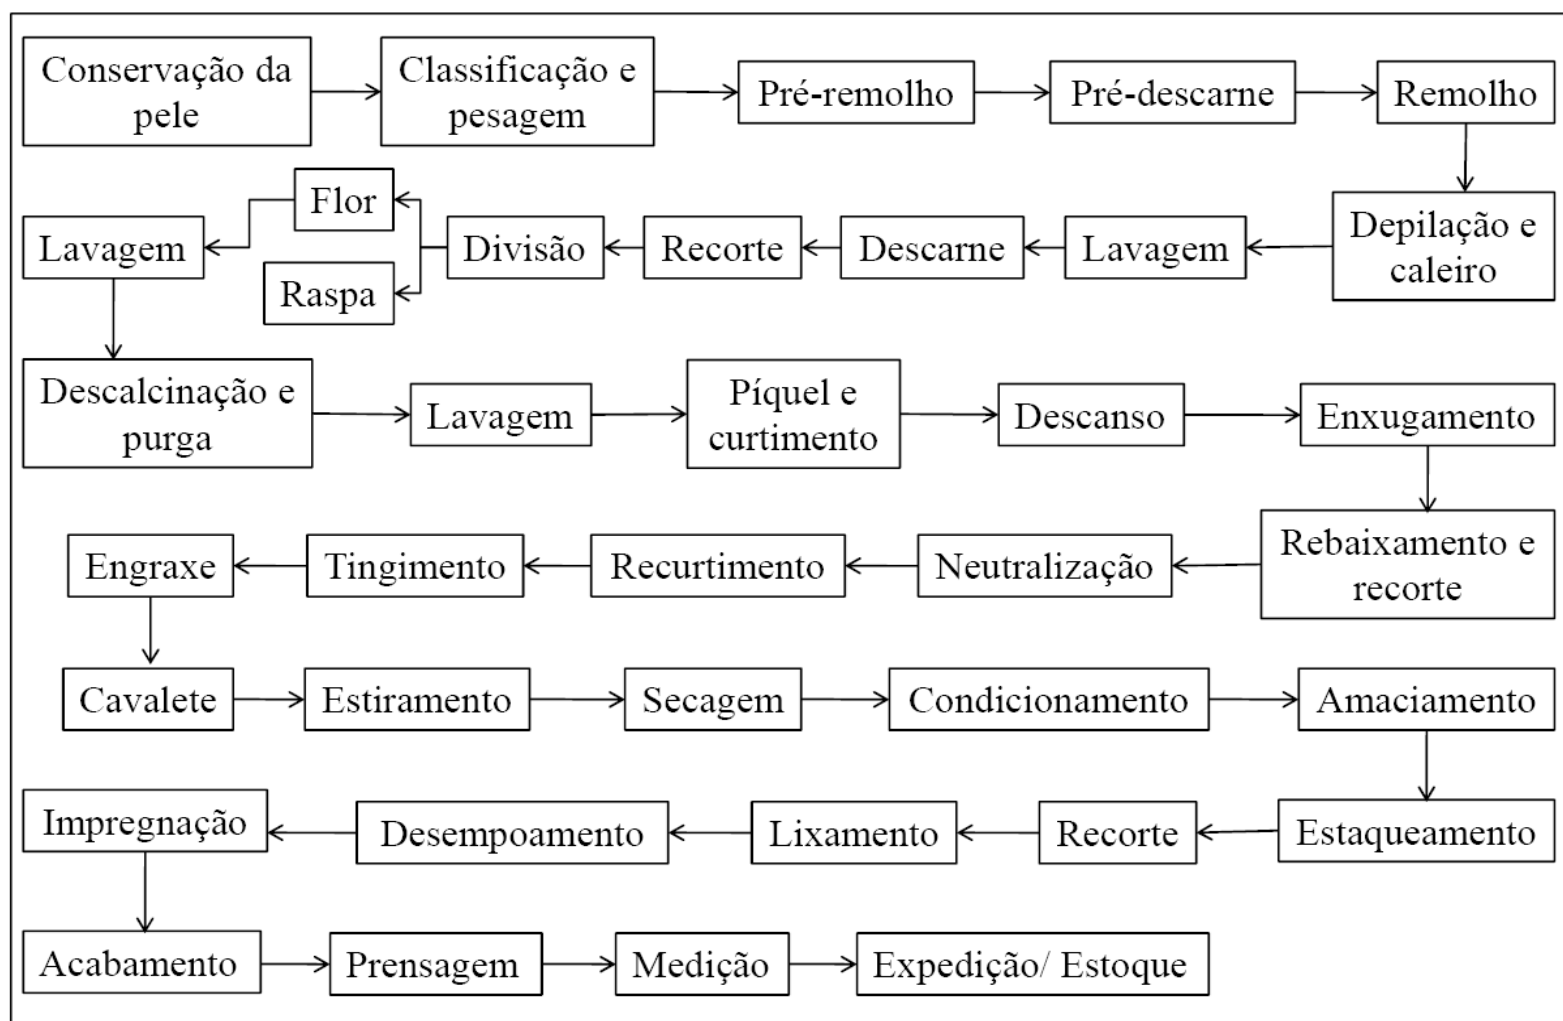 Conservação da
pele
Classificação e
pesagem
Pré-remolho
Pré-descarne
Remolho
Depilação e
caleiro
Lavagem
Descarne
Recorte
Divisão
Flor
Raspa
Lavagem
Descalcinação e
purga
Lavagem
Píquel e
curtimento
Descanso
Enxugamento
Rebaixamento e
recorte
Neutralização
Recurtimento
Tingimento
Engraxe
Cavalete
Estiramento
Secagem
Condicionamento
Amaciamento
Estaqueamento
Recorte
Lixamento
Desempoamento
Impregnação
Acabamento
Prensagem
Medição
Expedição/ Estoque